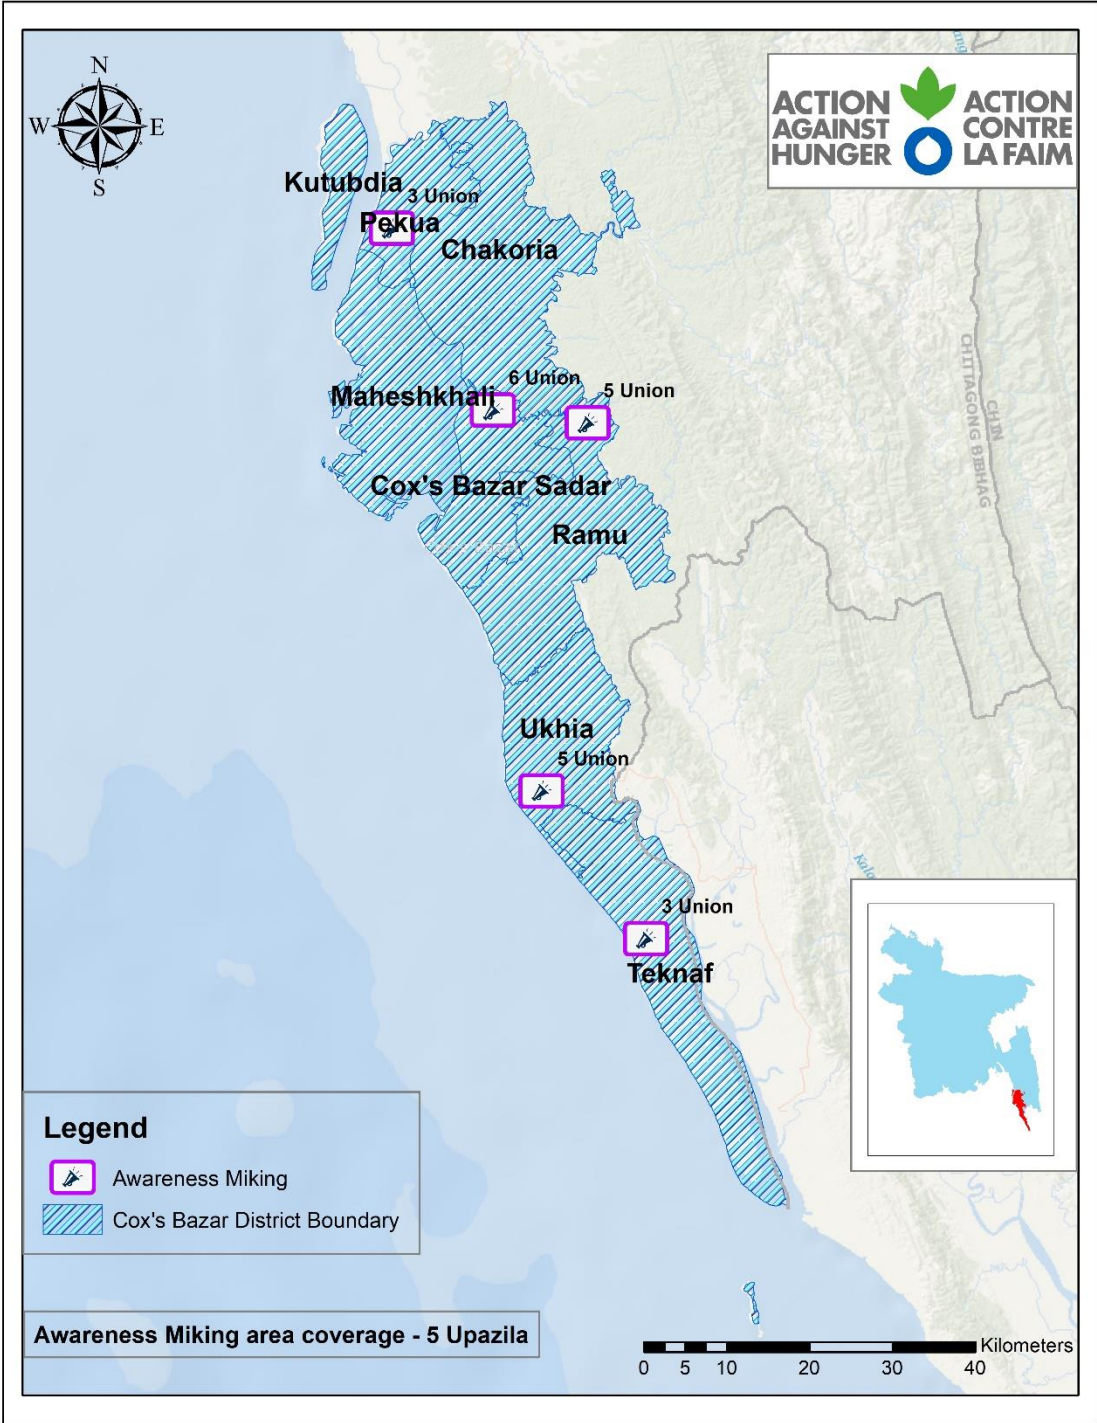 N
W
E
S
ACTION
AGAINST
HUNGER
ACTION
CONTRE
LA FAIM
Kutubdia
3 Union
Pekua
Chakoria
6 Union
5 Union
Maheshkhali
Cox's Bazar Sadar
Ramu
CHITTAGONG BIBHAG
CHIN
Ukhia
5 Union
3 Union
Teknaf
Legend
Awareness Miking
Cox's Bazar District Boundary
Awareness Miking area coverage - 5 Upazila
Kilometers
0 5 10 20 30 40